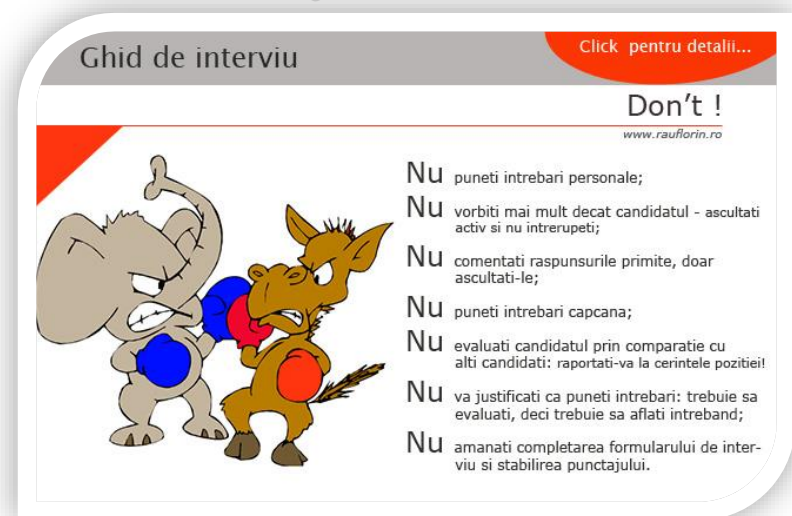 Ghid de interviu
Click pentru detalii...
Don't !
www.rauflorin.ro
Nu puneti intrebari personale;
Nu vorbiti mai mult decat candidatul - ascultati
activ si nu intrerupeti;
Nu comentati raspunsurile primite, doar
ascultati-le;
Nu puneti intrebari capcana;
Nu evaluati candidatul prin comparatie cu
alti candidati: raportati-va la cerintele pozitiei!
Nu va justificati ca puneti intrebari: trebuie sa
evaluati, deci trebuie sa aflati intreband;
Nu amanati completarea formularului de inter-
viu si stabilirea punctajului.